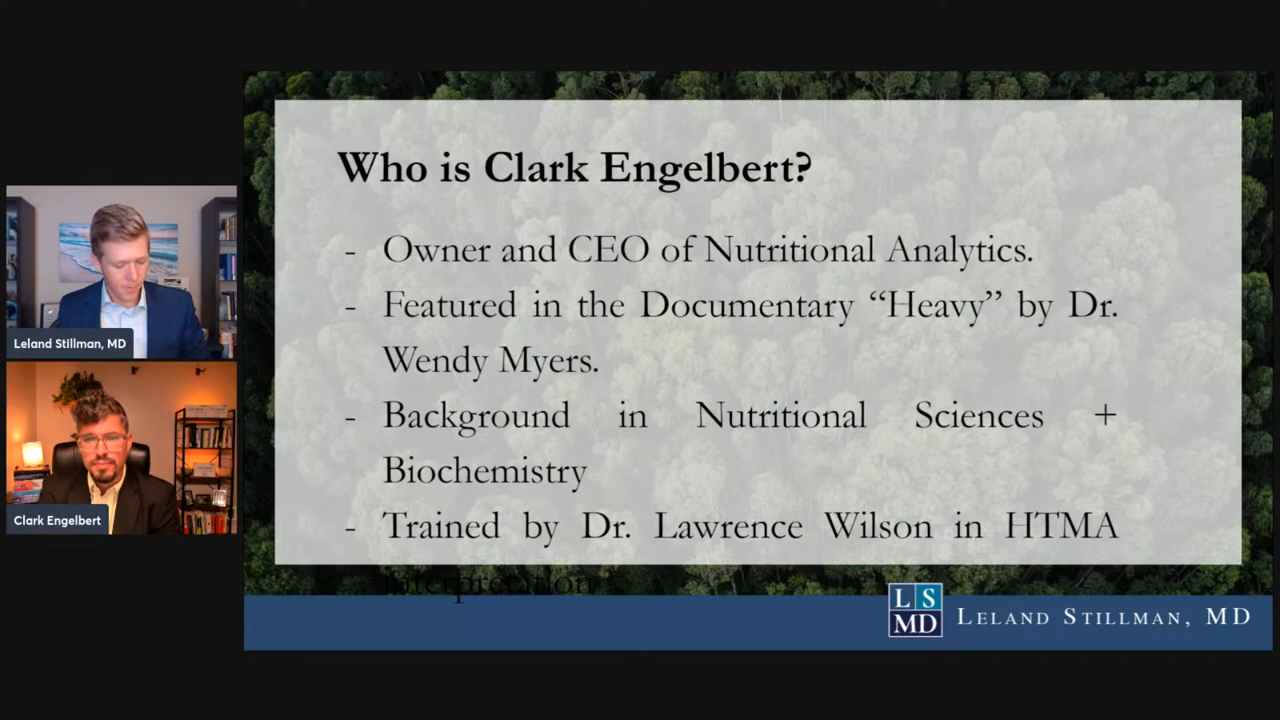 Who is Clark Engelbert?
- Owner and CEO of Nutritional Analytics.
- Featured in the Documentary “Heavy” by Dr.
Wendy Myers.
- Background in Nutritional Sciences +
Biochemistry
- Trained by Dr. Lawrence Wilson in HTMA
interpretation
Leland Stillman, MD
Clark Engelbert
L S
MD
LELAND STILLMAN, MD